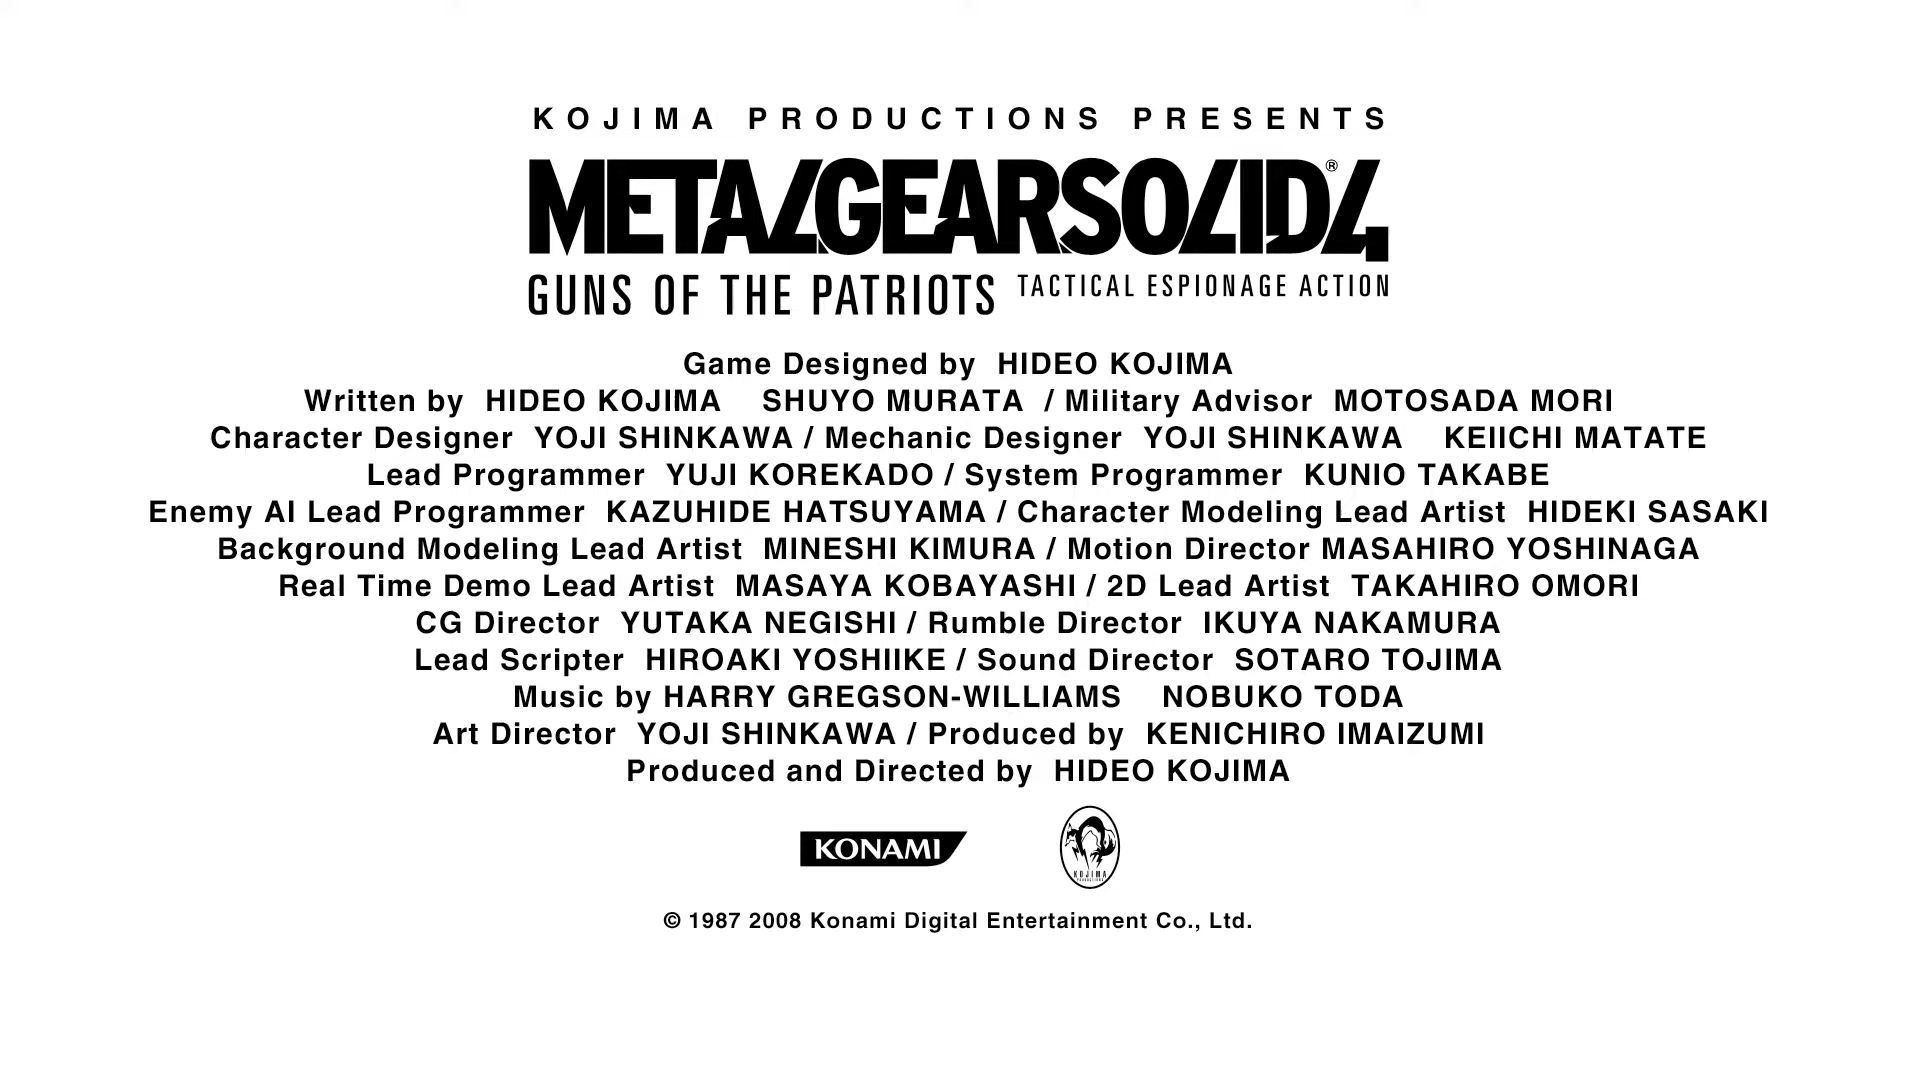 KOJIMA PRODUCTIONS PRESENTS
METAL GEAR SOLID 4 ®
GUNS OF THE PATRIOTS TACTICAL ESPIONAGE ACTION
Game Designed by HIDEO KOJIMA
Written by HIDEO KOJIMA SHUYO MURATA / Military Advisor MOTOSADA MORI
Character Designer YOJI SHINKAWA / Mechanic Designer YOJI SHINKAWA KEIICHI MATATE
Lead Programmer YUJI KOREKADO / System Programmer KUNIO TAKABE
Enemy AI Lead Programmer KAZUHIDE HATSUYAMA / Character Modeling Lead Artist HIDEKI SASAKI
Background Modeling Lead Artist MINESHI KIMURA / Motion Director MASAHIRO YOSHINAGA
Real Time Demo Lead Artist MASAYA KOBAYASHI / 2D Lead Artist TAKAHIRO OMORI
CG Director YUTAKA NEGISHI / Rumble Director IKUYA NAKAMURA
Lead Scripter HIROAKI YOSHIIKE / Sound Director SOTARO TOJIMA
Music by HARRY GREGSON-WILLIAMS NOBUKO TODA
Art Director YOJI SHINKAWA / Produced by KENICHIRO IMAIZUMI
Produced and Directed by HIDEO KOJIMA
KONAMI
KOJIMA
PRODUCTIONS
© 1987 2008 Konami Digital Entertainment Co., Ltd.